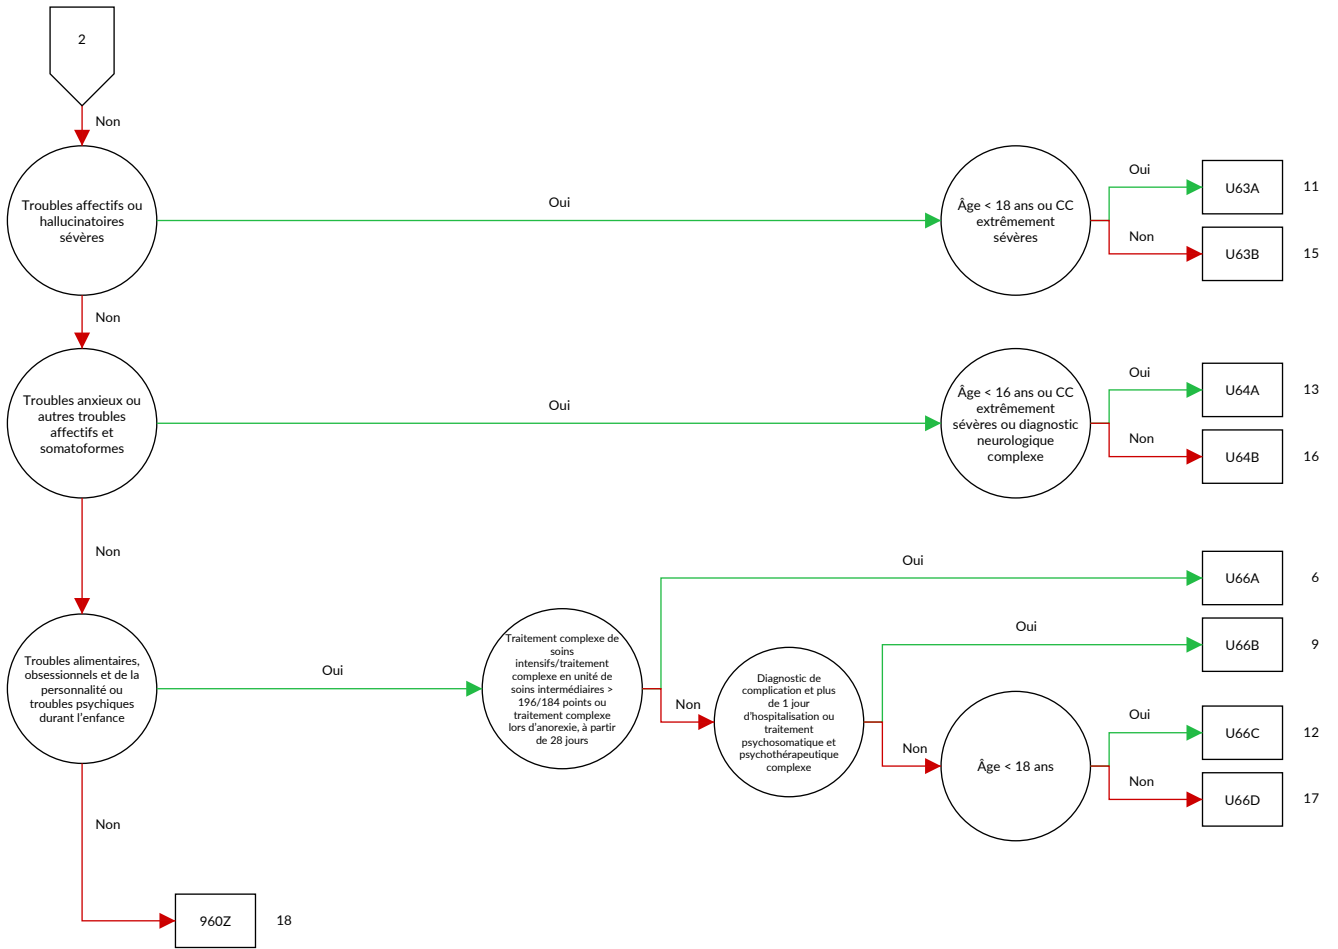 2
Non
Troubles affectifs ou
hallucinatoires
sévères
Oui
Âge < 18 ans ou CC
extrêmement
sévères
Oui
U63A
11
Non
U63B
15
Non
Troubles anxieux ou
autres troubles
affectifs et
somatoformes
Oui
Âge < 16 ans ou CC
extrêmement
sévères ou diagnostic
neurologique
complexe
Oui
U64A
13
Non
U64B
16
Non
Troubles alimentaires,
obsessionnels et de la
personnalité ou
troubles psychiques
durant l'enfance
Oui
Traitement complexe de
soins
intensifs/traitement
complexe en unité de
soins intermédiaires >
196/184 points ou
traitement complexe
lors d'anorexie, à partir
de 28 jours
Oui
U66A
6
Non
Diagnostic de
complication et plus
de 1 jour
d'hospitalisation ou
traitement
psychosomatique et
psychothérapeutique
complexe
Oui
U66B
9
Non
Âge < 18 ans
Oui
U66C
12
Non
U66D
17
Non
960Z
18